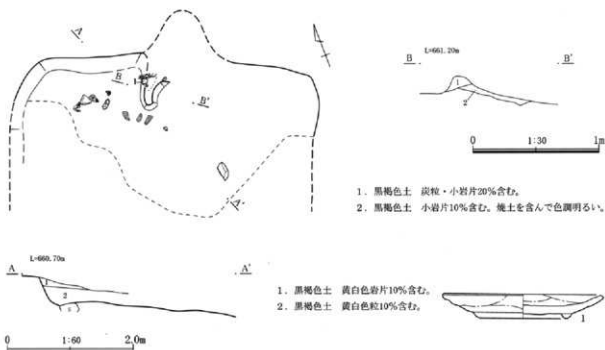 A
B
B'
A'
B L=661.20m B'
1
2
0 1:30 1m
1. 黒褐色土 炭粒・小岩片20%含む。
2. 黒褐色土 小岩片10%含む。焼土を含んで色調明るい。
A L=660.70m A'
1
2
0 1:60 2.0m
1. 黒褐色土 黄白色岩片10%含む。
2. 黒褐色土 黄白色粒10%含む。
1